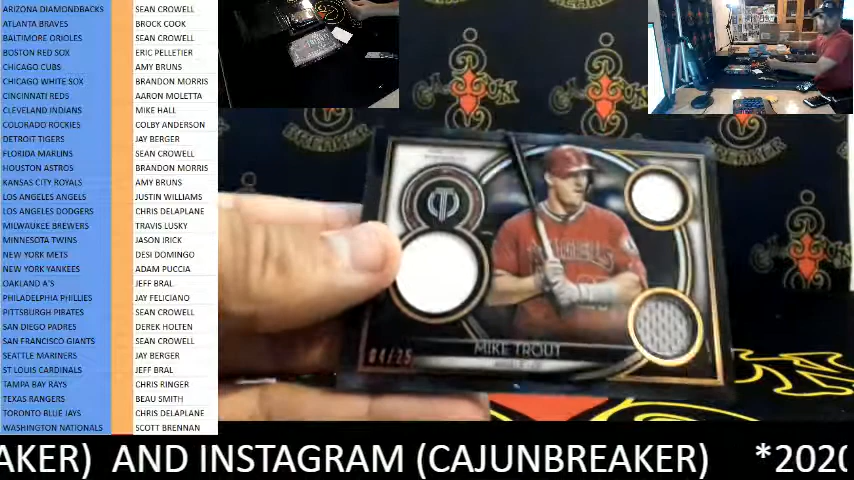 ARIZONA DIAMONDBACKS SEAN CROWELL
ATLANTA BRAVES BROCK COOK
BALTIMORE ORIOLES SEAN CROWELL
BOSTON RED SOX ERIC PELLETIER
CHICAGO CUBS AMY BRUNS
CHICAGO WHITE SOX BRANDON MORRIS
CINCINNATI REDS AARON MOLETTA
CLEVELAND INDIANS MIKE HALL
COLORADO ROCKIES COLBY ANDERSON
DETROIT TIGERS JAY BERGER
FLORIDA MARLINS SEAN CROWELL
HOUSTON ASTROS BRANDON MORRIS
KANSAS CITY ROYALS AMY BRUNS
LOS ANGELES ANGELS JUSTIN WILLIAMS
LOS ANGELES DODGERS CHRIS DELAPLANE
MILWAUKEE BREWERS TRAVIS LUSKY
MINNESOTA TWINS JASON IRICK
NEW YORK METS DESI DOMINGO
NEW YORK YANKEES ADAM PUCCIA
OAKLAND A'S JEFF BRAL
PHILADELPHIA PHILLIES JAY FELICIANO
PITTSBURGH PIRATES SEAN CROWELL
SAN DIEGO PADRES DEREK HOLTEN
SAN FRANCISCO GIANTS SEAN CROWELL
SEATTLE MARINERS JAY BERGER
ST LOUIS CARDINALS JEFF BRAL
TAMPA BAY RAYS CHRIS RINGER
TEXAS RANGERS BEAU SMITH
TORONTO BLUE JAYS CHRIS DELAPLANE
WASHINGTON NATIONALS SCOTT BRENNAN
CAJUN
BREAKER
ANGELS
MIKE TROUT
04/25
AKER) AND INSTAGRAM (CAJUNBREAKER) *2020